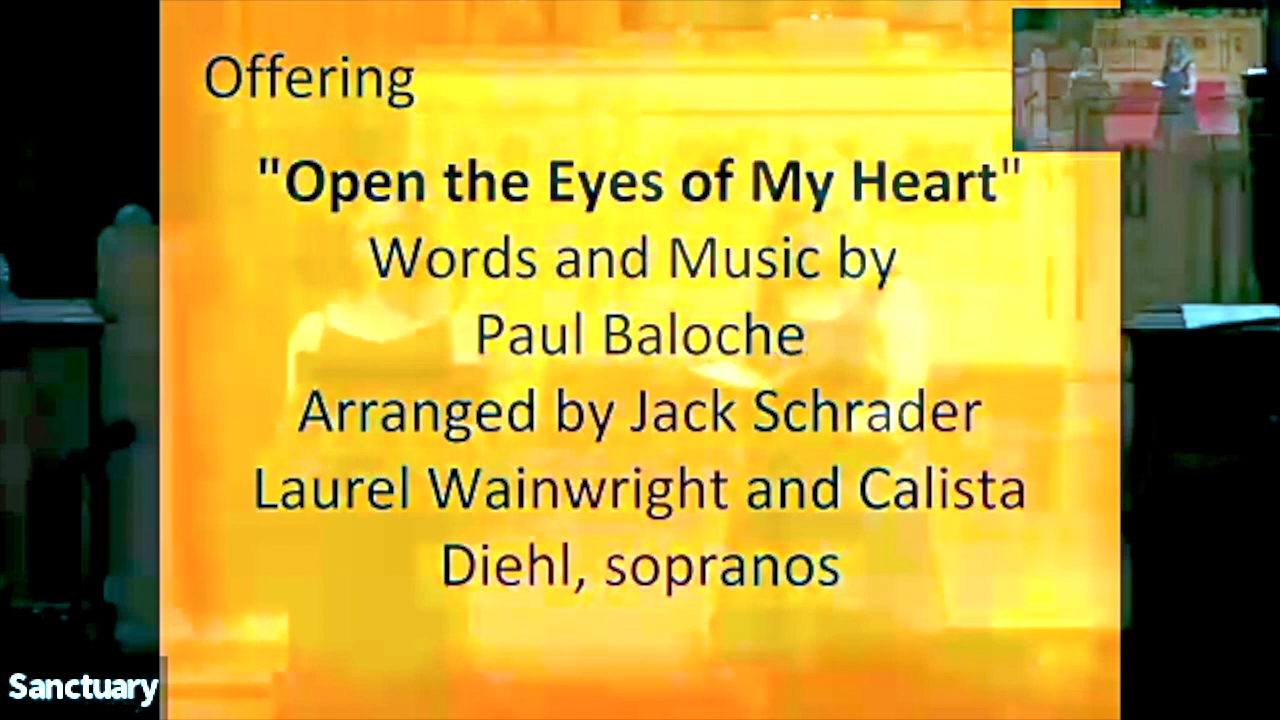 Offering
"Open the Eyes of My Heart"
Words and Music by
Paul Baloche
Arranged by Jack Schrader
Laurel Wainwright and Calista
Diehl, sopranos
Sanctuary